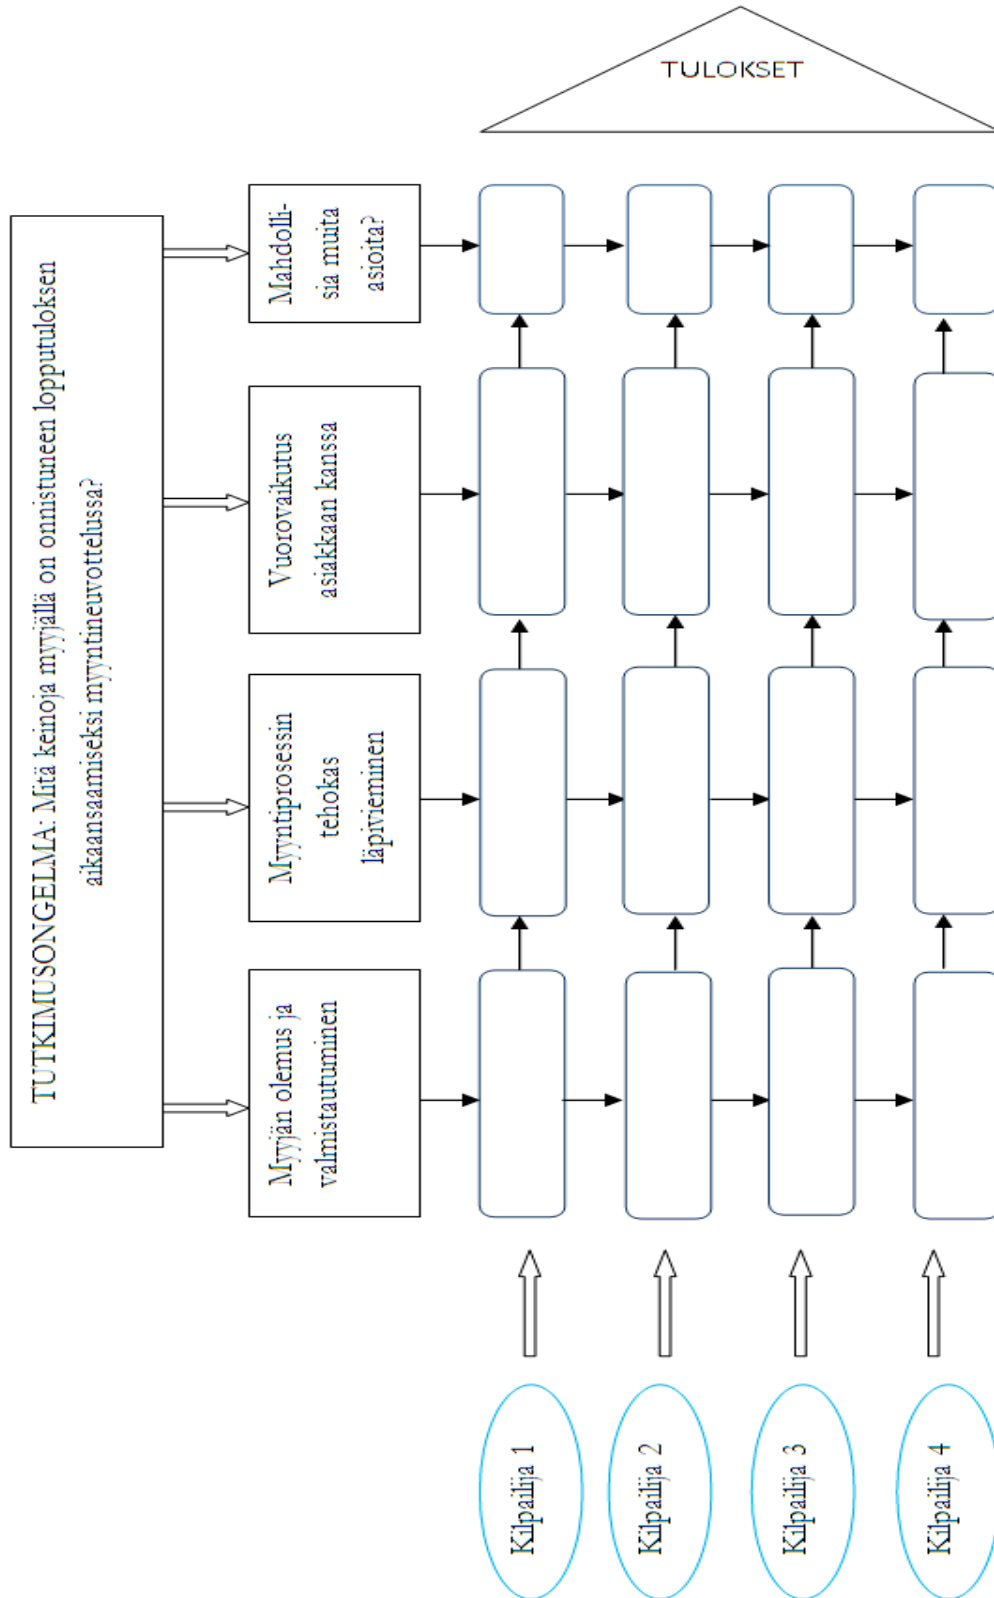 TUTKIMUSONGELMA: Mitä keinoja myyjällä on onnistuneen lopputuloksen
aikaansaamiseksi myyntineuvottelussa?
Myyjän olemus ja
valmistautuminen
Myyntiprosessin
tehokas
läpivieminen
Vuorovaikutus
asiakkaan kanssa
Mahdolli-
sia muita
asioita?
Kilpailija 1
Kilpailija 2
Kilpailija 3
Kilpailija 4
TULOKSET